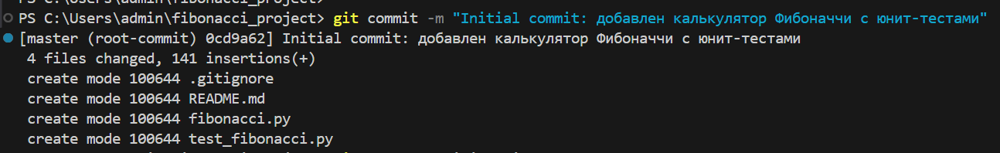 PS C:\Users\admin\fibonacci_project>
PS C:\Users\admin\fibonacci_project> git commit -m "Initial commit: добавлен калькулятор Фибоначчи с юнит-тестами"
[master (root-commit) 0cd9a62] Initial commit: добавлен калькулятор Фибоначчи с юнит-тестами
4 files changed, 141 insertions(+)
create mode 100644 .gitignore
create mode 100644 README.md
create mode 100644 fibonacci.py
create mode 100644 test_fibonacci.py